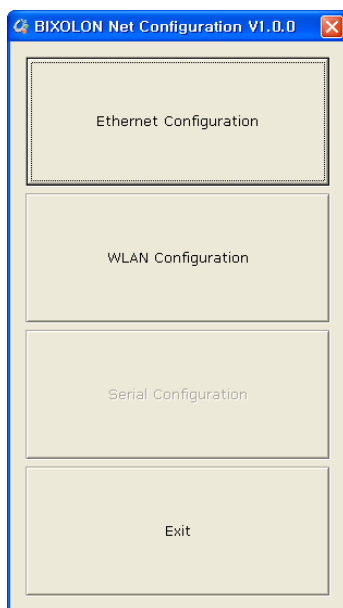 BIXOLON Net Configuration V1.0.0
Ethernet Configuration
WLAN Configuration
Serial Configuration
Exit